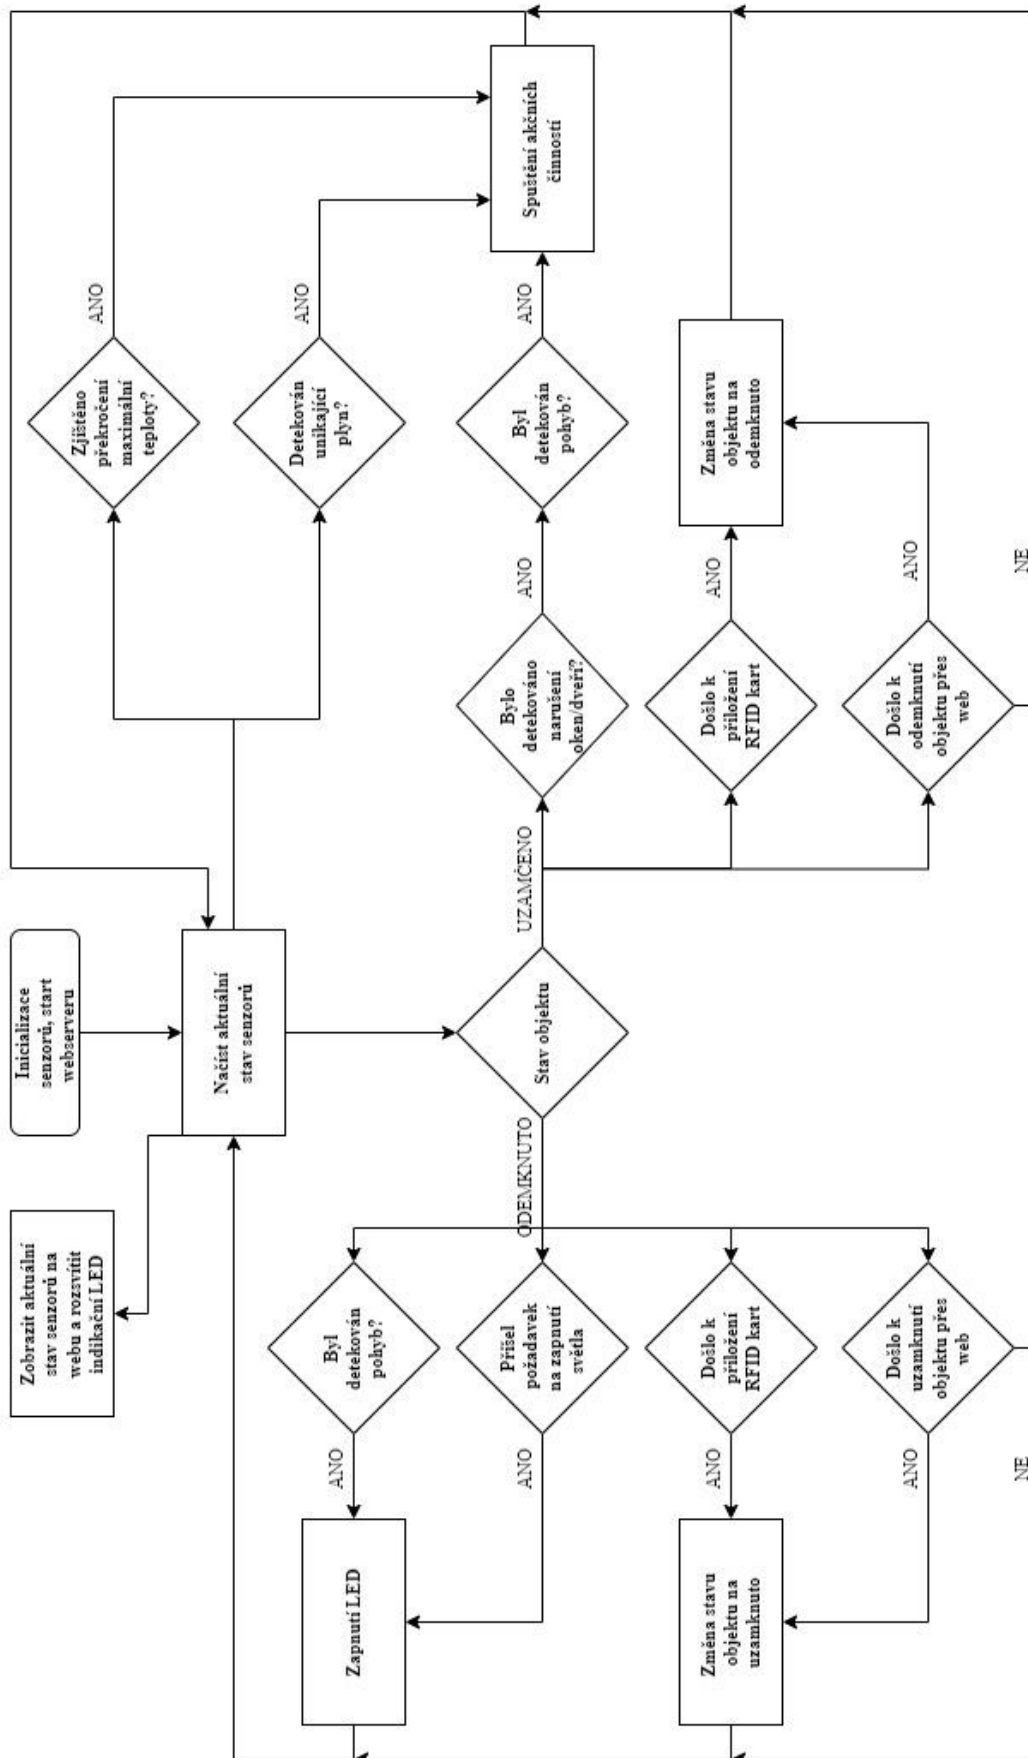 Zobrazit aktuální
stav senzorů na
webu a rozsvítit
indikační LED
Inicializace
senzorů, start
webserveru
Zjištěno
překročení
maximální
teploty?
ANO
Načíst aktuální
stav senzorů
Detekován
unikající
plyn?
ANO
Zapnutí LED
ANO
Byl
detekován
pohyb?
ANO
Příšel
požadavek
na zapnutí
světla
ODEMKNUTO
Stav objektu
UZAMČENO
Bylo
detekováno
narušení
oken/dveří?
ANO
Byl
detekován
pohyb?
ANO
Spuštění akčních
činností
Změna stavu
objektu na
uzamknuto
ANO
Došlo k
přiložení
RFID kart
Došlo k
přiložení
RFID kart
ANO
Změna stavu
objektu na
odemknuto
ANO
Došlo k
uzamknutí
objektu přes
web
Došlo k
odemknutí
objektu přes
web
ANO
NE
NE